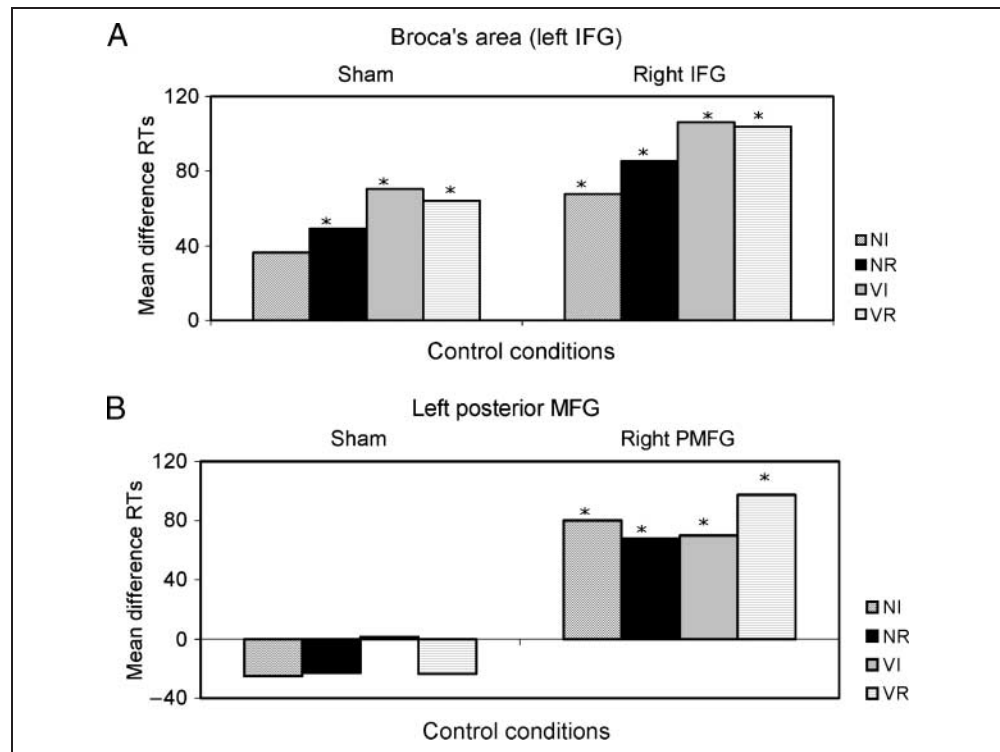 A
Broca's area (left IFG)
Sham Right IFG
Mean difference RTs
120
80
40
0
* * * * * * *
NI
NR
VI
VR
Control conditions
B
Left posterior MFG
Sham Right PMFG
Mean difference RTs
120
80
40
0
−40
* * * *
NI
NR
VI
VR
Control conditions